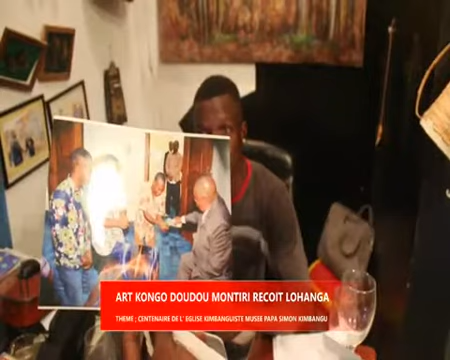 ART KONGO DOUDOU MONTIRI RECOIT LOHANGA
THEME ; CENTENAIRE DE L' EGLISE KIMBANGUISTE MUSEE PAPA SIMON KIMBANGU